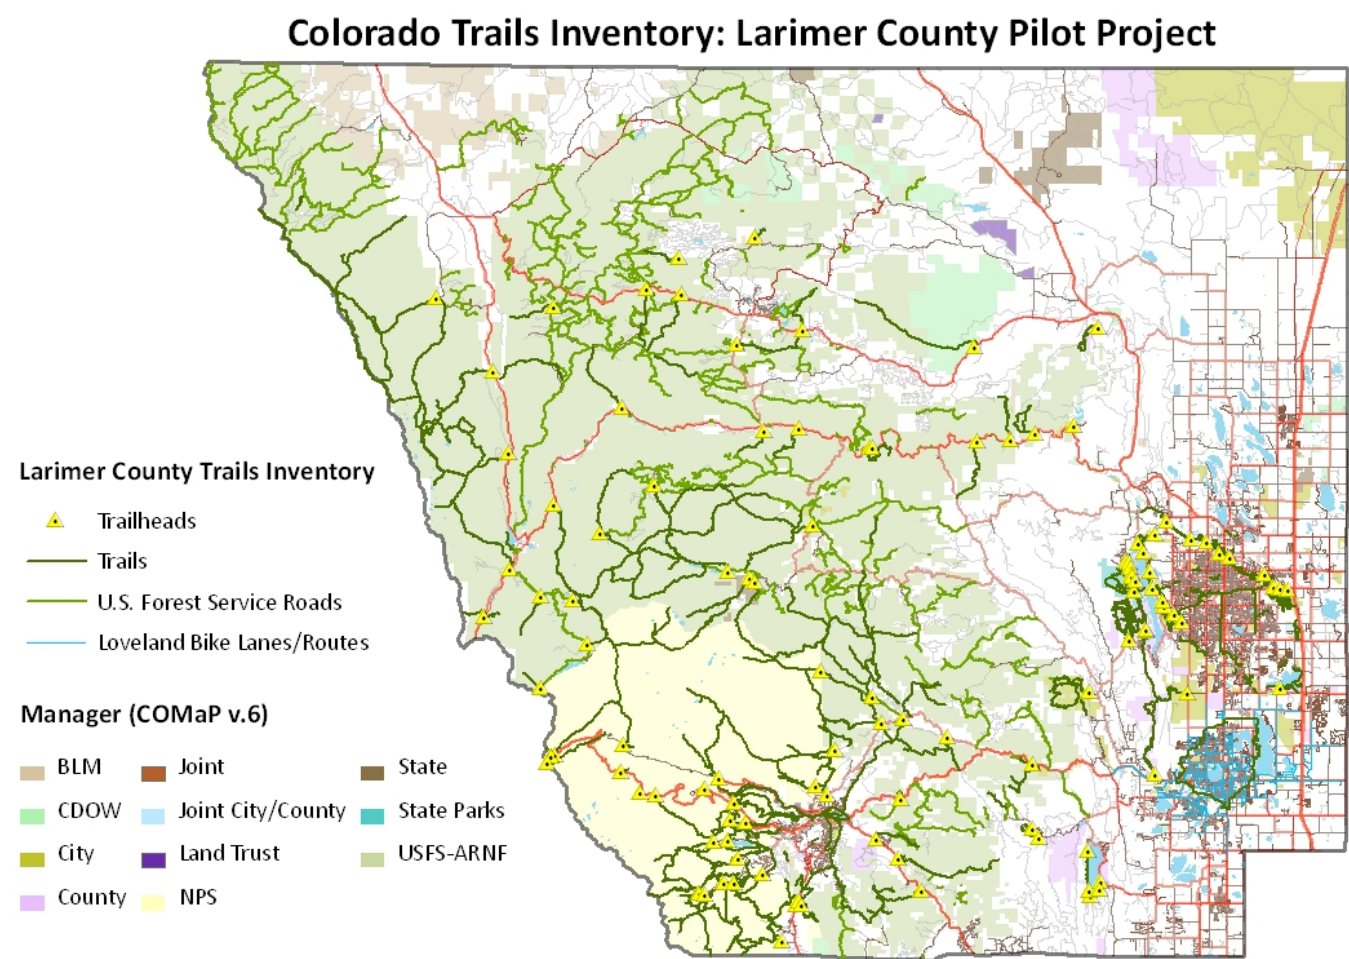 Colorado Trails Inventory: Larimer County Pilot Project
Larimer County Trails Inventory
Trailheads
Trails
U.S. Forest Service Roads
Loveland Bike Lanes/Routes
Manager (COMaP v.6)
BLM Joint State
CDOW Joint City/County State Parks
City Land Trust USFS-ARNF
County NPS